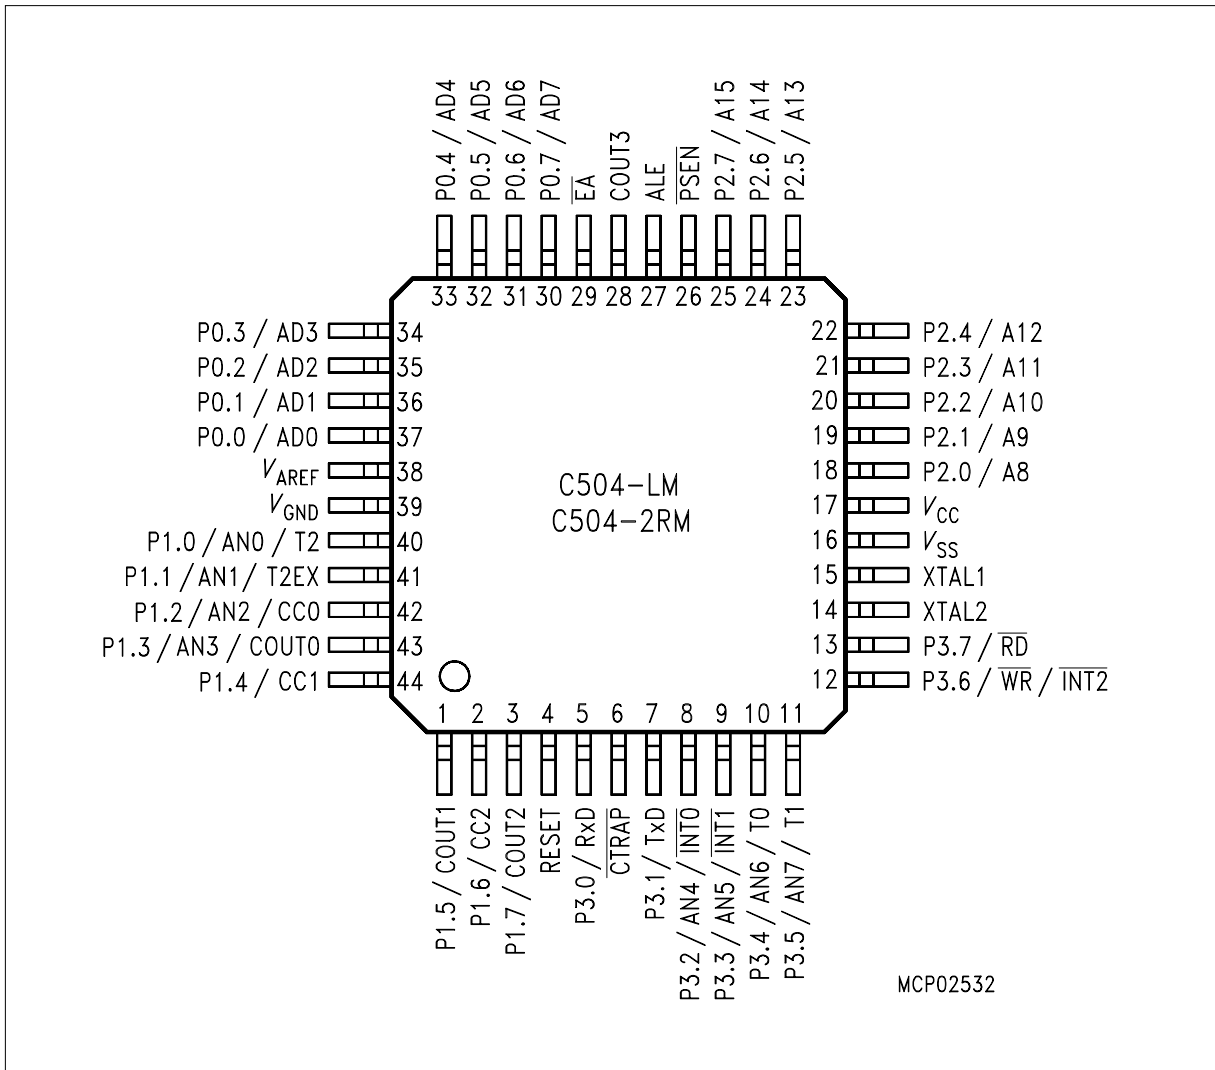 P0.4 / AD4
P0.5 / AD5
P0.6 / AD6
P0.7 / AD7
E̅A̅
COUT3
ALE
P̅S̅E̅N̅
P2.7 / A15
P2.6 / A14
P2.5 / A13
33 32 31 30 29 28 27 26 25 24 23
P0.3 / AD3 34
P0.2 / AD2 35
P0.1 / AD1 36
P0.0 / AD0 37
VAREF 38
VGND 39
P1.0 / AN0 / T2 40
P1.1 / AN1 / T2EX 41
P1.2 / AN2 / CC0 42
P1.3 / AN3 / COUT0 43
P1.4 / CC1 44
C504-LM
C504-2RM
22 P2.4 / A12
21 P2.3 / A11
20 P2.2 / A10
19 P2.1 / A9
18 P2.0 / A8
17 VCC
16 VSS
15 XTAL1
14 XTAL2
13 P3.7 / R̅D̅
12 P3.6 / W̅R̅ / I̅N̅T̅2̅
1 2 3 4 5 6 7 8 9 10 11
P1.5 / COUT1
P1.6 / CC2
P1.7 / COUT2
RESET
P3.0 / RxD
C̅T̅R̅A̅P̅
P3.1 / TxD
P3.2 / AN4 / I̅N̅T̅0̅
P3.3 / AN5 / I̅N̅T̅1̅
P3.4 / AN6 / T0
P3.5 / AN7 / T1
MCP02532